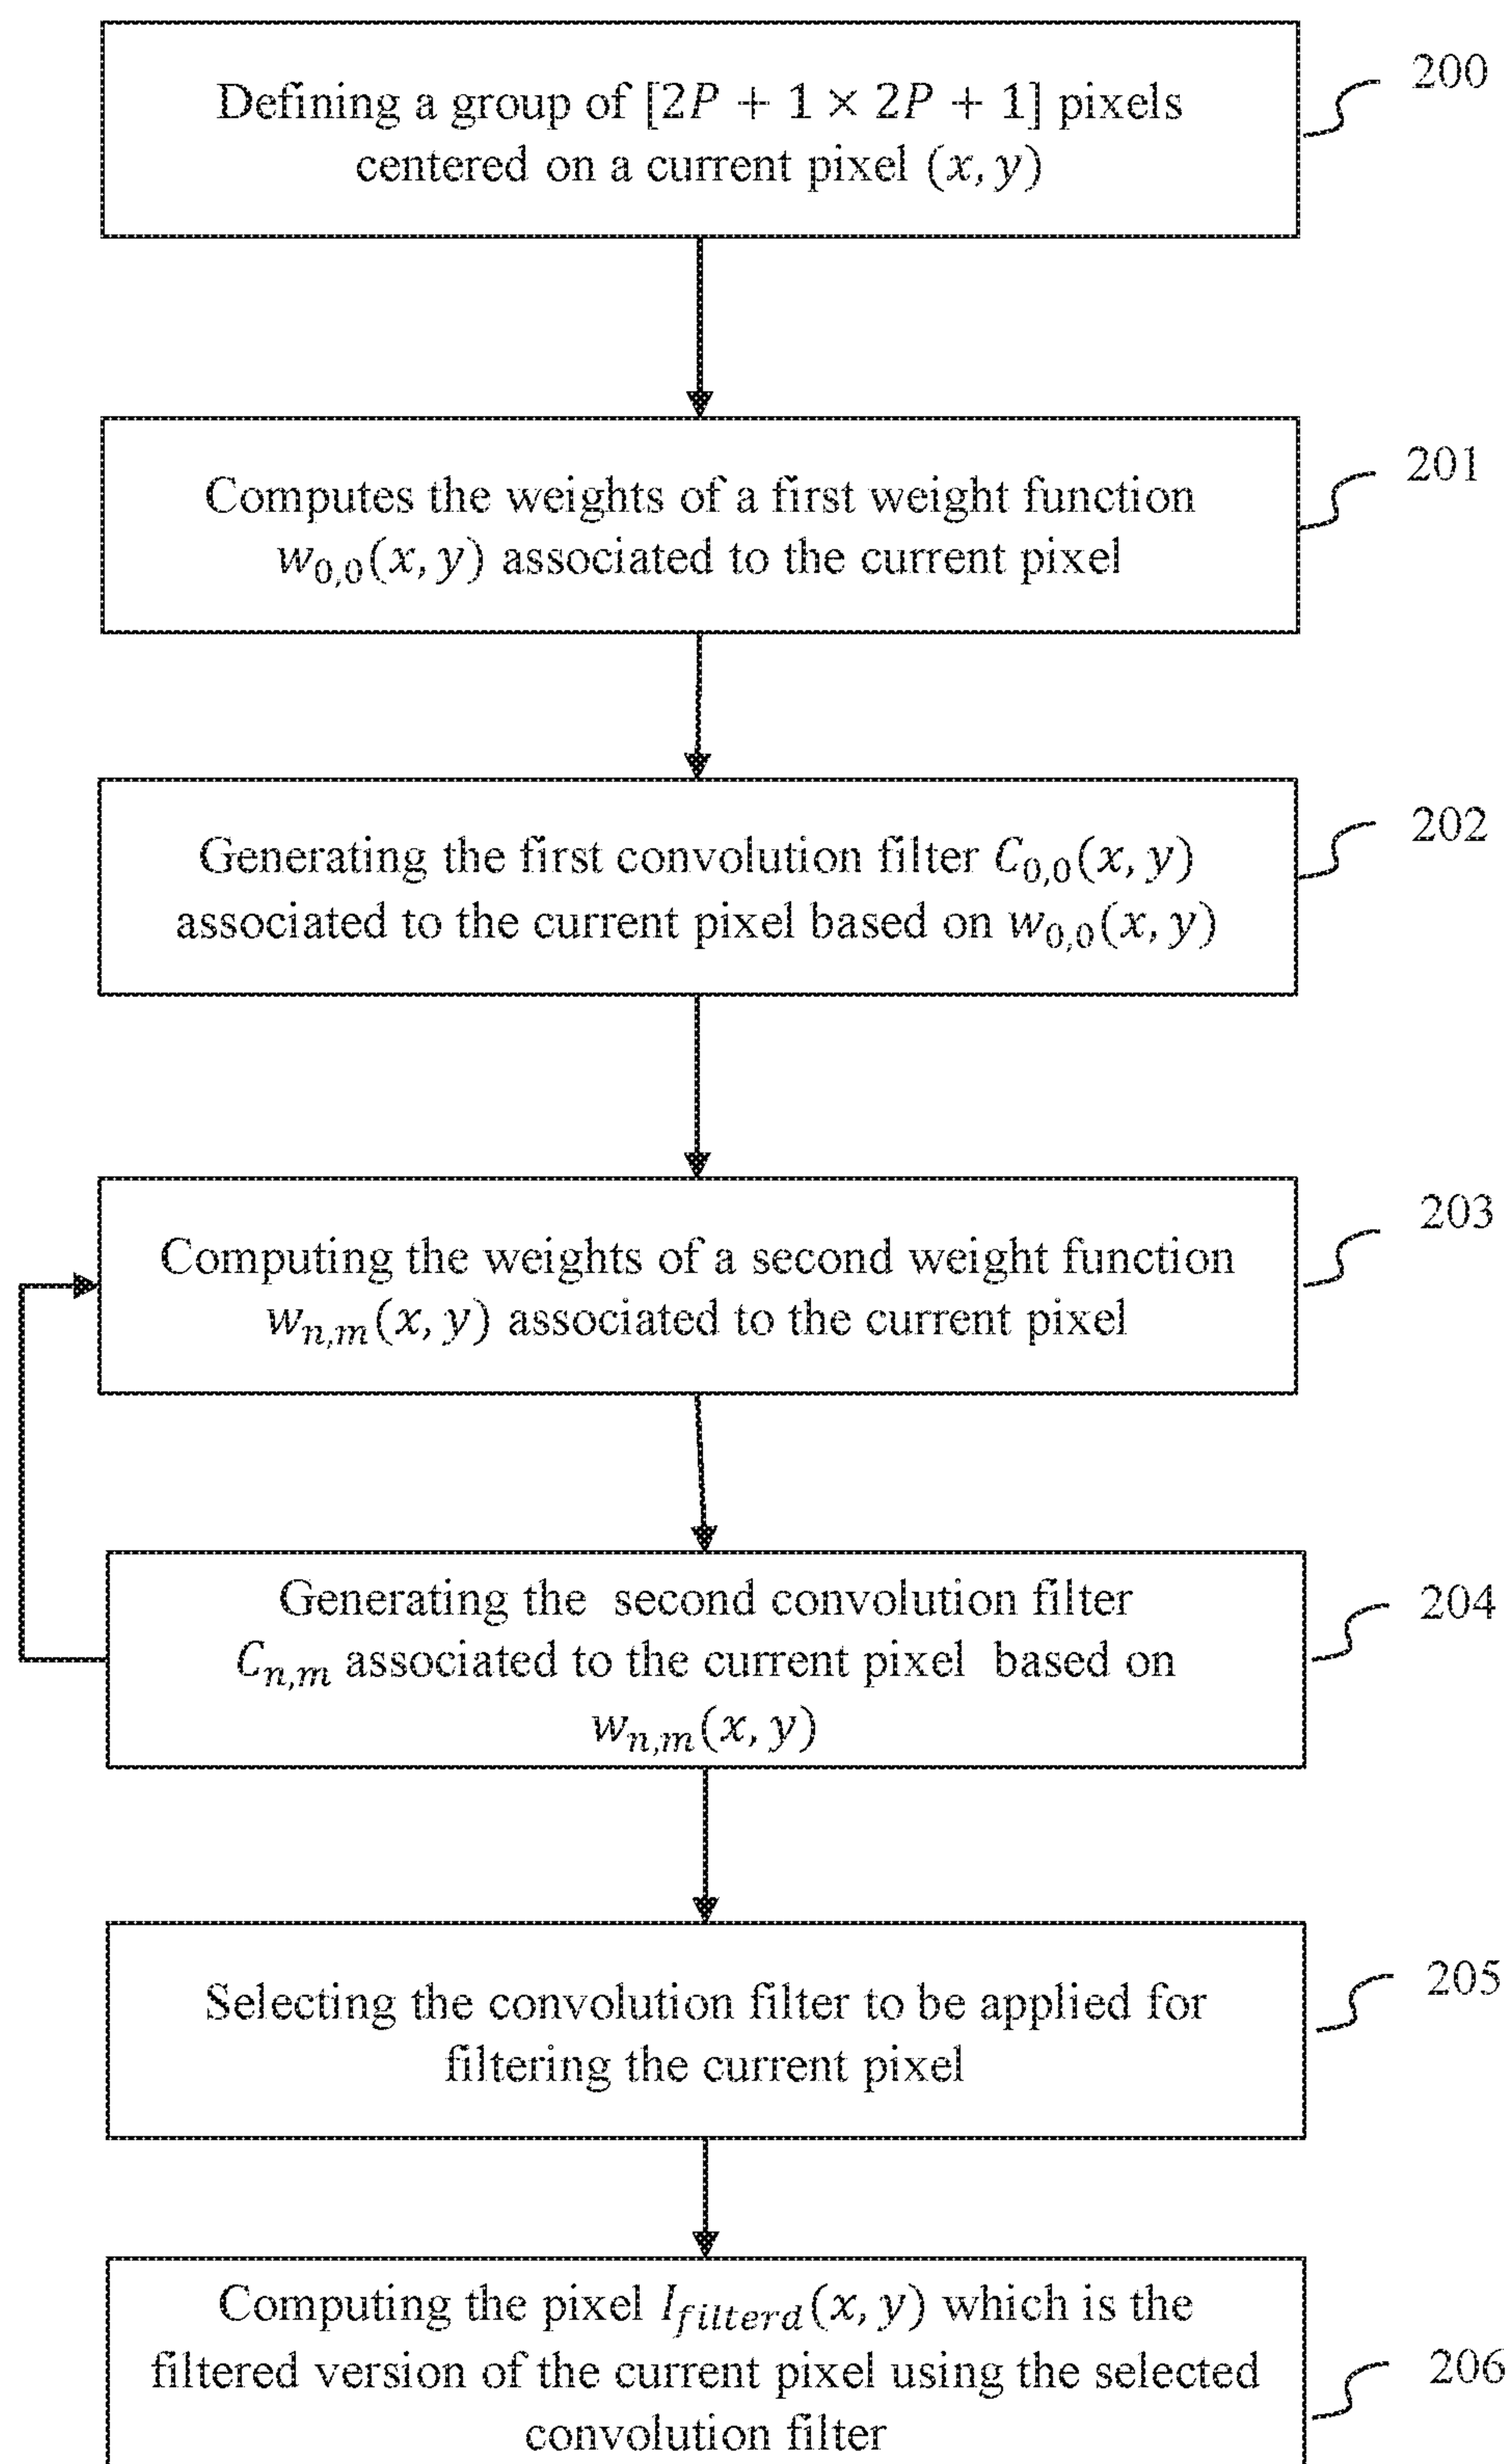 Defining a group of [2P + 1 × 2P + 1] pixels
centered on a current pixel (x, y)
200
Computes the weights of a first weight function
w0,0(x, y) associated to the current pixel
201
Generating the first convolution filter C0,0(x, y)
associated to the current pixel based on w0,0(x, y)
202
Computing the weights of a second weight function
wn,m(x, y) associated to the current pixel
203
Generating the second convolution filter
Cn,m associated to the current pixel based on
wn,m(x, y)
204
Selecting the convolution filter to be applied for
filtering the current pixel
205
Computing the pixel Ifilterd(x, y) which is the
filtered version of the current pixel using the selected
convolution filter
206